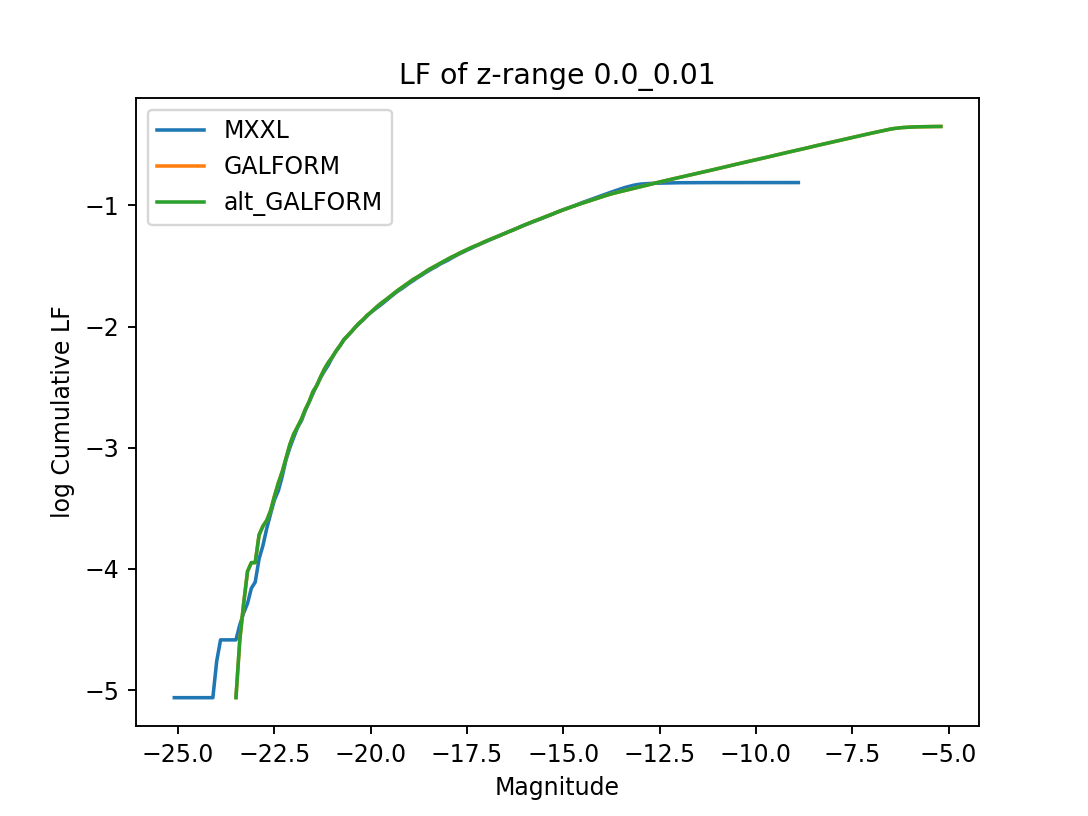 LF of z-range 0.0_0.01
MXXL
GALFORM
alt_GALFORM
log Cumulative LF
−1
−2
−3
−4
−5
−25.0 −22.5 −20.0 −17.5 −15.0 −12.5 −10.0 −7.5 −5.0
Magnitude